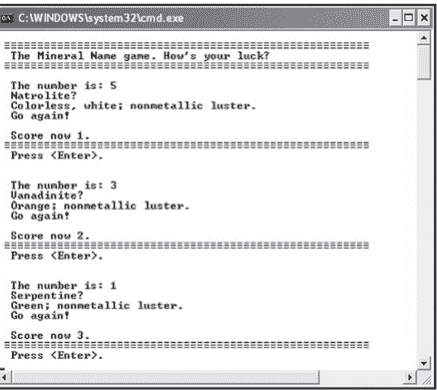 C:\WINDOWS\system32\cmd.exe
==================================================
The Mineral Name game. How's your luck?
==================================================
The number is: 5
Natrolite?
Colorless, white; nonmetallic luster.
Go again!
Score now 1.
==================================================
Press <Enter>.
The number is: 3
Vanadinite?
Orange; nonmetallic luster.
Go again!
Score now 2.
==================================================
Press <Enter>.
The number is: 1
Serpentine?
Green; nonmetallic luster.
Go again!
Score now 3.
==================================================
Press <Enter>.